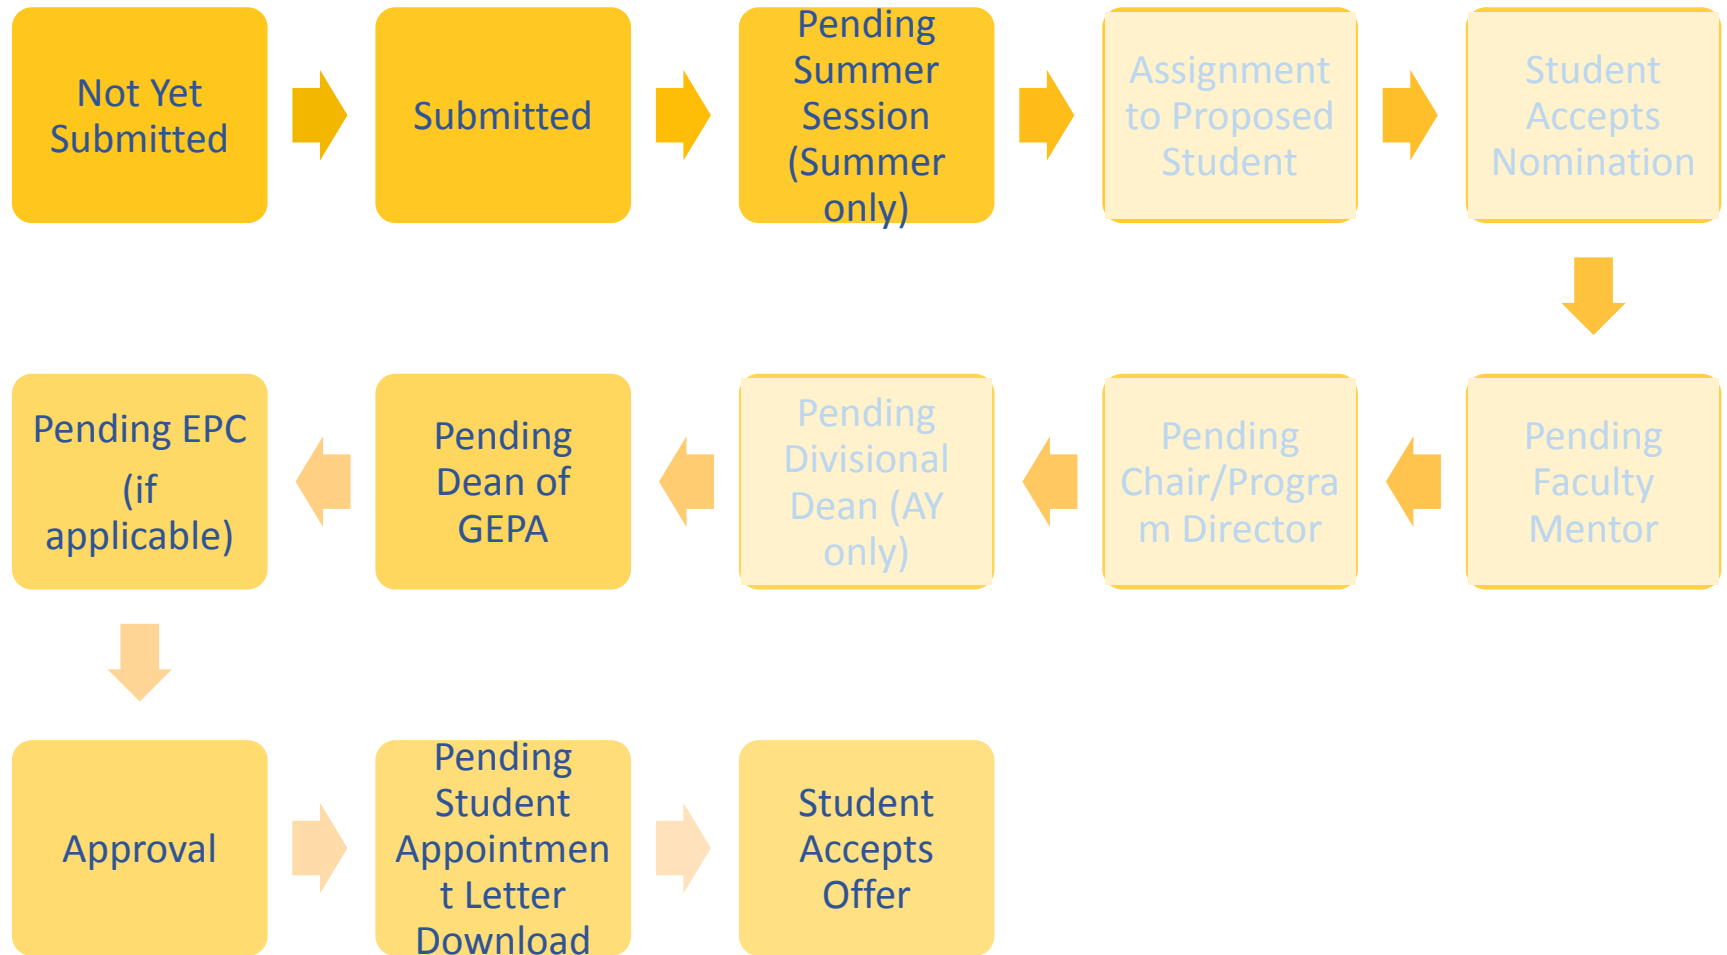 Not Yet
Submitted
Submitted
Pending
Summer
Session
(Summer
only)
Assignment
to Proposed
Student
Student
Accepts
Nomination
Pending
Faculty
Mentor
Pending
Chair/Progra
m Director
Pending
Divisional
Dean (AY
only)
Pending
Dean of
GEPA
Pending EPC
(if
applicable)
Approval
Pending
Student
Appointmen
t Letter
Download
Student
Accepts
Offer